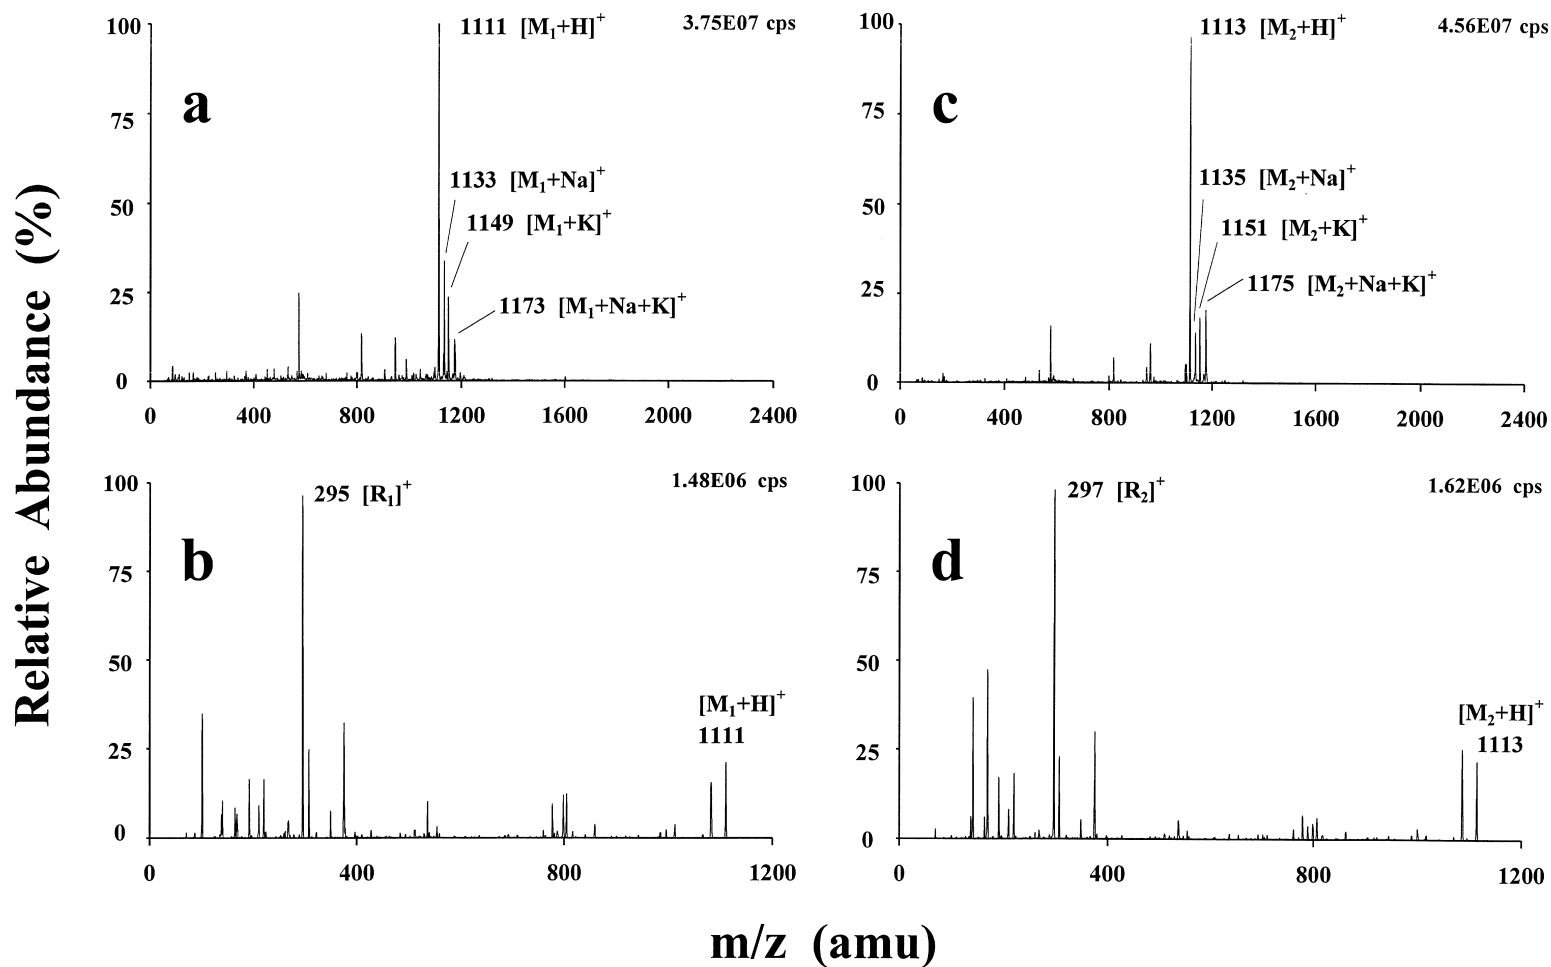 Relative Abundance (%)
a
3.75E07 cps
1111 [M₁+H]⁺
1133 [M₁+Na]⁺
1149 [M₁+K]⁺
1173 [M₁+Na+K]⁺
100
75
50
25
0
0 400 800 1200 1600 2000 2400
c
4.56E07 cps
1113 [M₂+H]⁺
1135 [M₂+Na]⁺
1151 [M₂+K]⁺
1175 [M₂+Na+K]⁺
100
75
50
25
0
0 400 800 1200 1600 2000 2400
b
1.48E06 cps
295 [R₁]⁺
[M₁+H]⁺
1111
100
75
50
25
0
0 400 800 1200
d
1.62E06 cps
297 [R₂]⁺
[M₂+H]⁺
1113
100
75
50
25
0
0 400 800 1200
m/z (amu)